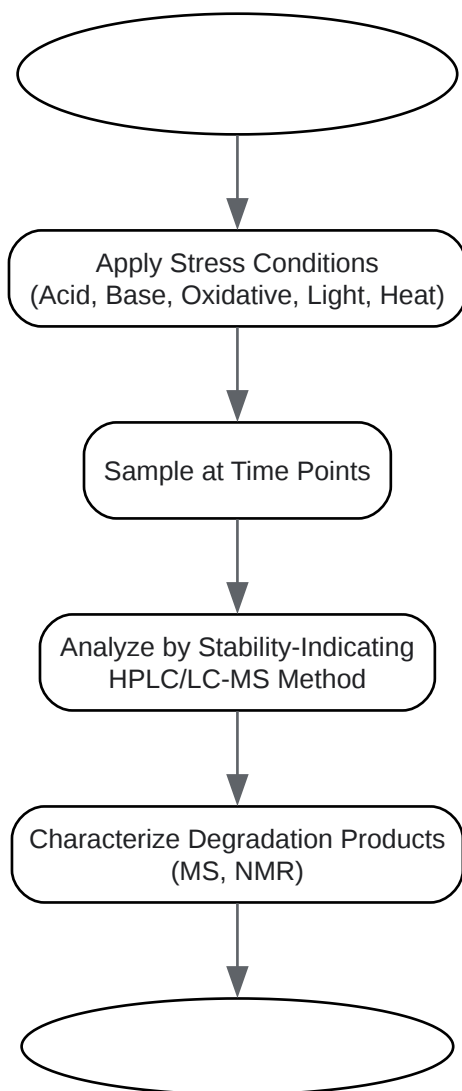 Apply Stress Conditions
(Acid, Base, Oxidative, Light, Heat)
Sample at Time Points
Analyze by Stability-Indicating
HPLC/LC-MS Method
Characterize Degradation Products
(MS, NMR)